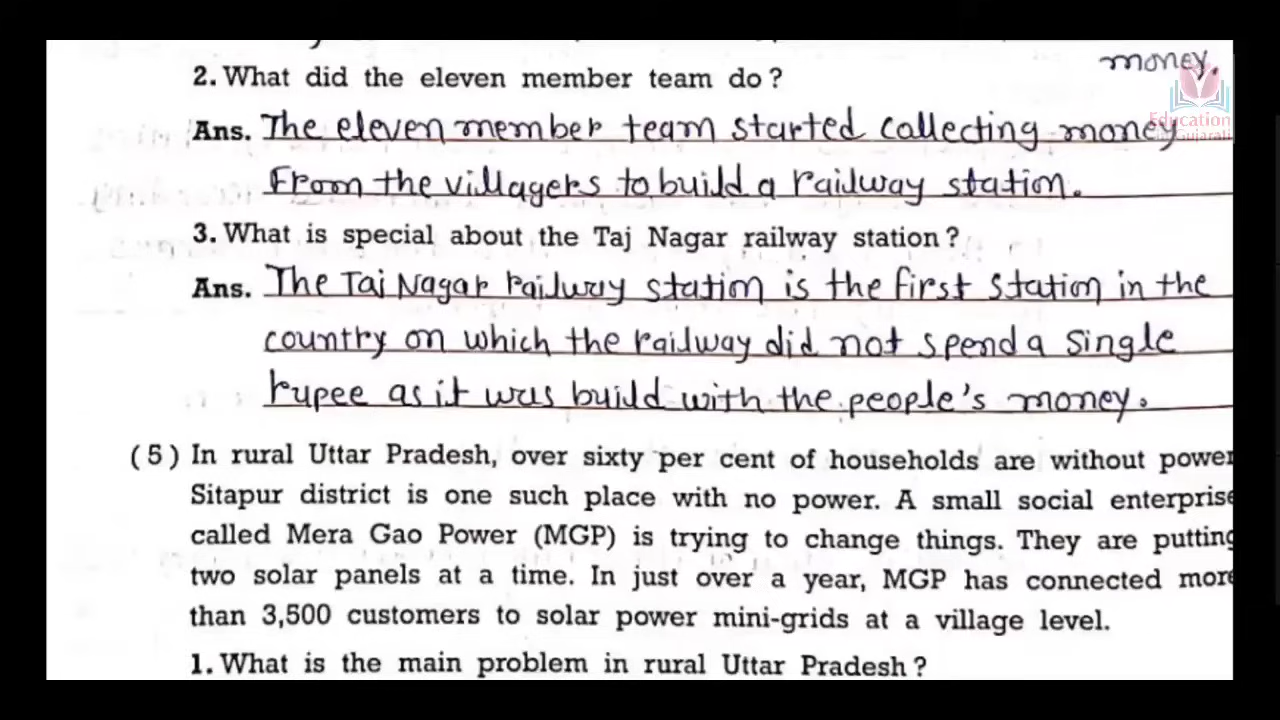 money.
2. What did the eleven member team do ?
Education
Gujarati
Ans. The eleven member team started collecting money
From the villagers to build a railway station.
3. What is special about the Taj Nagar railway station ?
Ans. The Taj Nagar railway station is the first station in the
country on which the railway did not spend a single
rupee as it was build with the people's money.
(5) In rural Uttar Pradesh, over sixty per cent of households are without power
Sitapur district is one such place with no power. A small social enterprise
called Mera Gao Power (MGP) is trying to change things. They are putting
two solar panels at a time. In just over a year, MGP has connected more
than 3,500 customers to solar power mini-grids at a village level.
1. What is the main problem in rural Uttar Pradesh ?